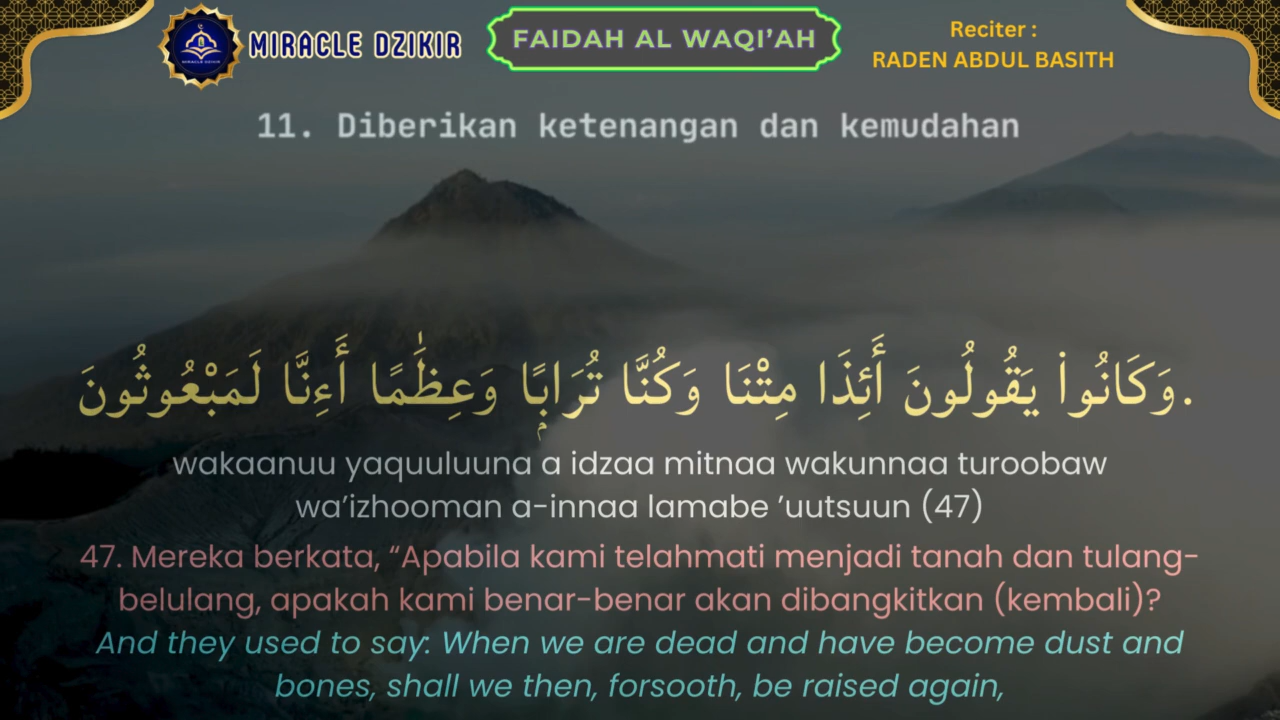 MIRACLE DZIKIR
FAIDAH AL WAQI'AH
Reciter :
RADEN ABDUL BASITH
11. Diberikan ketenangan dan kemudahan
.وَكَانُوا۟ يَقُولُونَ أَئِذَا مِتْنَا وَكُنَّا تُرَابًۭا وَعِظَٰمًا أَءِنَّا لَمَبْعُوثُونَ
wakaanuu yaquuluuna a idzaa mitnaa wakunnaa turoobaw
wa'izhooman a-innaa lamabe 'uutsuun (47)
47. Mereka berkata, “Apabila kami telahmati menjadi tanah dan tulang-
belulang, apakah kami benar-benar akan dibangkitkan (kembali)?
And they used to say: When we are dead and have become dust and
bones, shall we then, forsooth, be raised again,